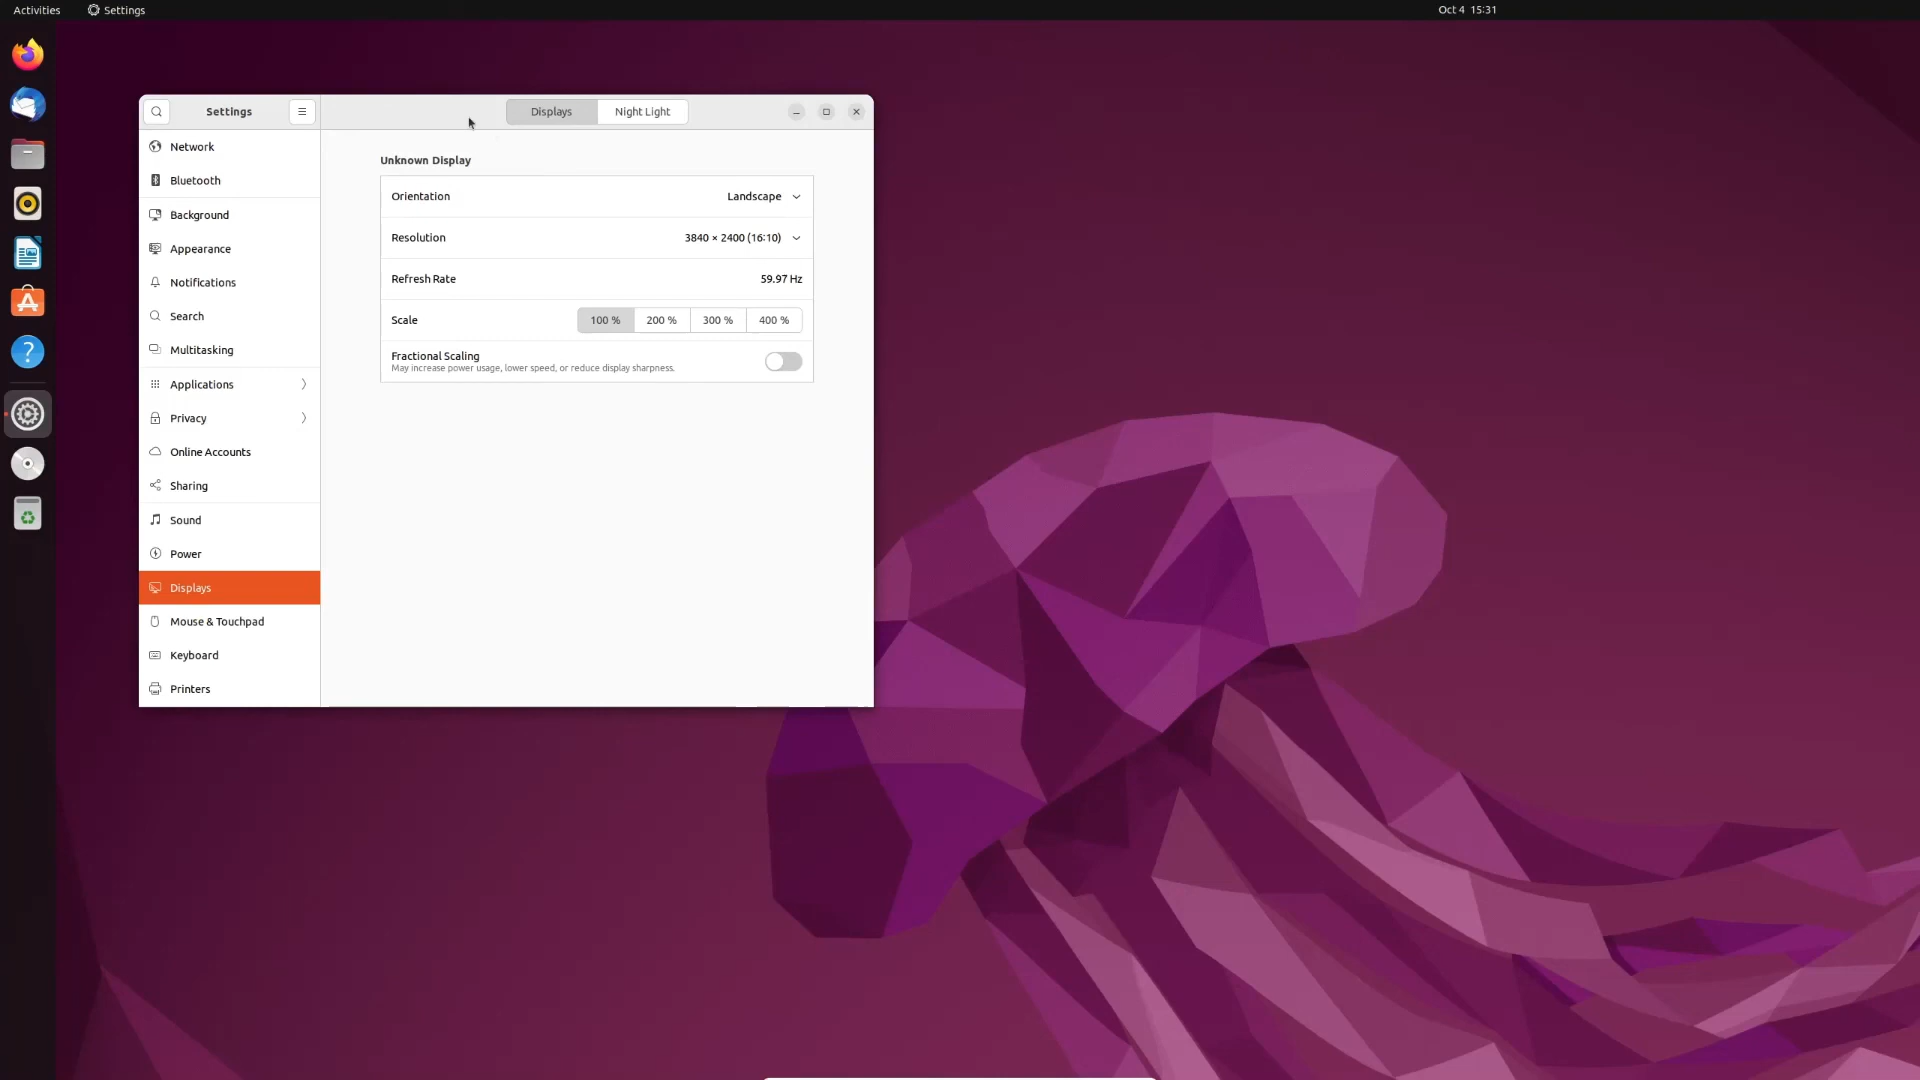 Activities
Settings
Oct 4 15:31
Settings
Displays
Night Light
Network
Bluetooth
Background
Appearance
Notifications
Search
Multitasking
Applications
Privacy
Online Accounts
Sharing
Sound
Power
Displays
Mouse & Touchpad
Keyboard
Printers
Unknown Display
Orientation
Landscape
Resolution
3840 × 2400 (16:10)
Refresh Rate
59.97 Hz
Scale
100 %
200 %
300 %
400 %
Fractional Scaling
May increase power usage, lower speed, or reduce display sharpness.